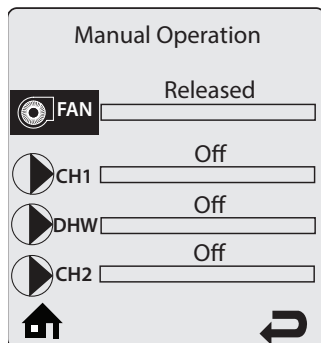 Manual Operation
Released
FAN
Off
CH1
Off
DHW
Off
CH2